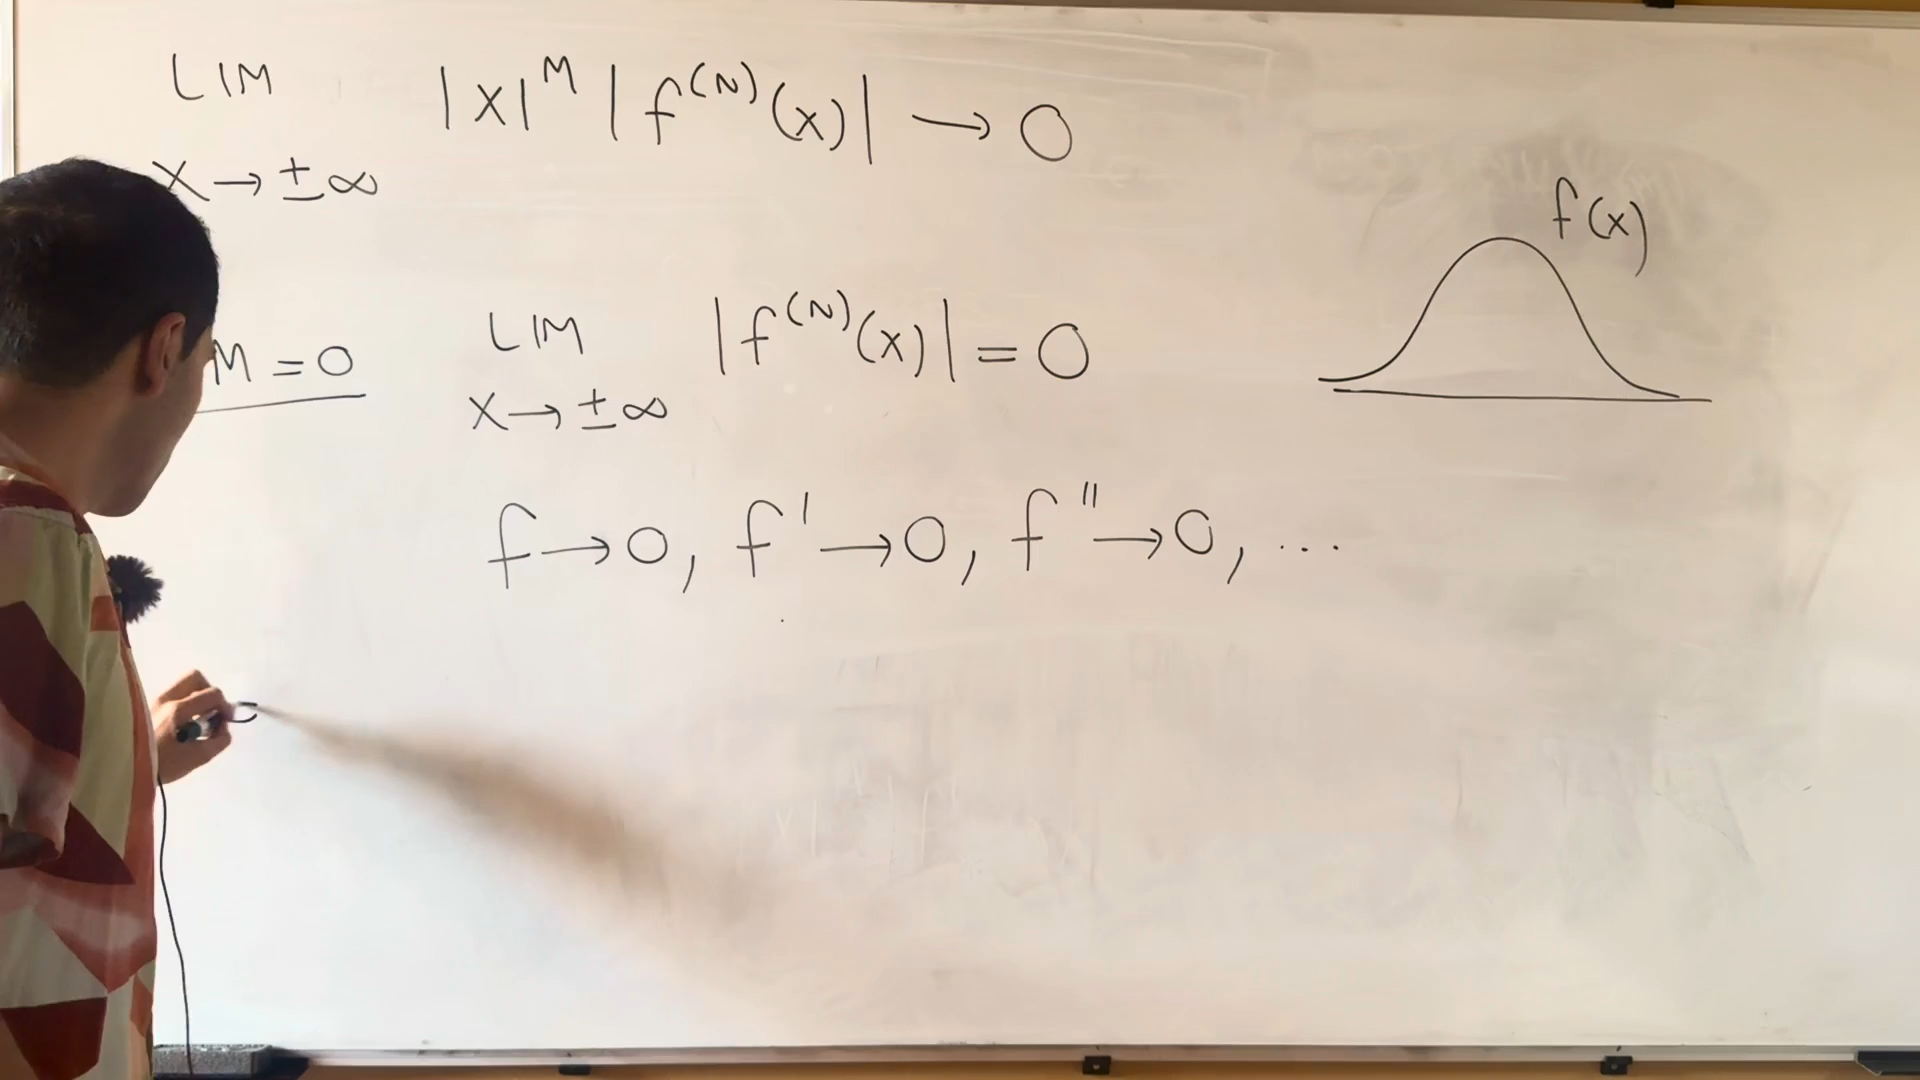 LIM |x|^M |f^(N)(x)| → 0
x → ±∞
f(x)
M = 0 LIM |f^(N)(x)| = 0
x → ±∞
f → 0, f' → 0, f'' → 0, ...